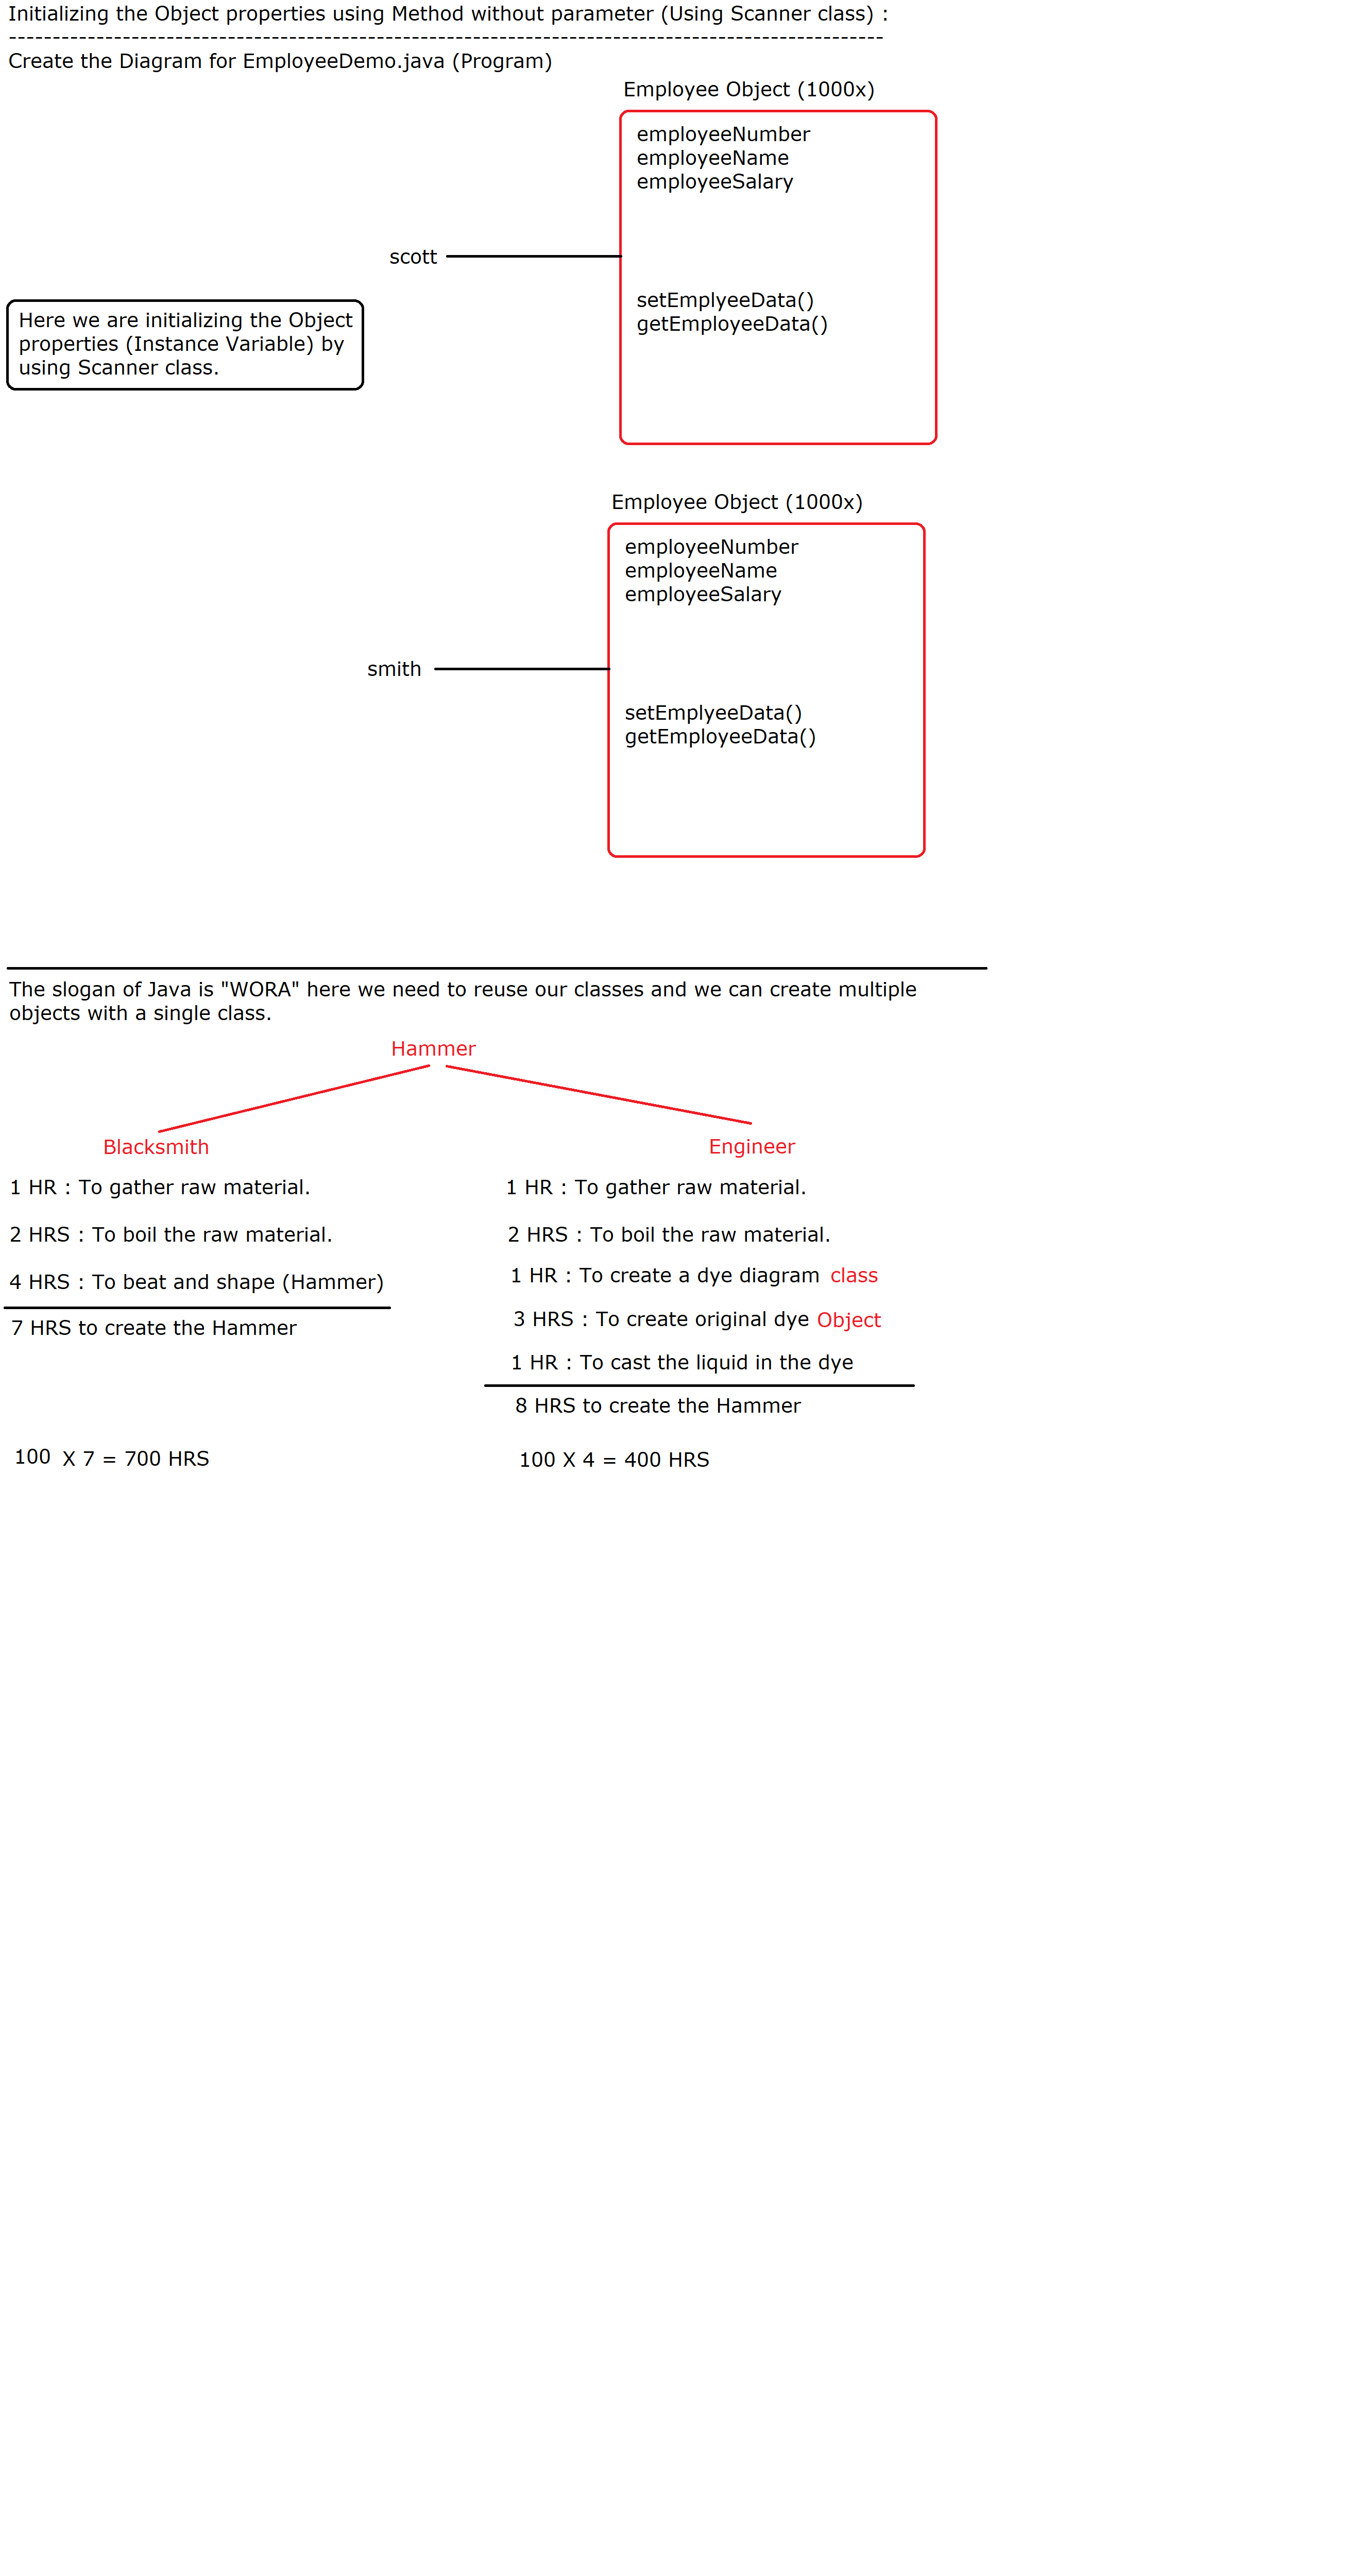 Initializing the Object properties using Method without parameter (Using Scanner class) :
-----------------------------------------------------------------------------------------------------
Create the Diagram for EmployeeDemo.java (Program)
Employee Object (1000x)
employeeNumber
employeeName
employeeSalary
scott
setEmplyeeData()
getEmployeeData()
Here we are initializing the Object
properties (Instance Variable) by
using Scanner class.
Employee Object (1000x)
employeeNumber
employeeName
employeeSalary
smith
setEmplyeeData()
getEmployeeData()
The slogan of Java is "WORA" here we need to reuse our classes and we can create multiple
objects with a single class.
Hammer
Blacksmith
1 HR : To gather raw material.
2 HRS : To boil the raw material.
4 HRS : To beat and shape (Hammer)
7 HRS to create the Hammer
100 X 7 = 700 HRS
Engineer
1 HR : To gather raw material.
2 HRS : To boil the raw material.
1 HR : To create a dye diagram class
3 HRS : To create original dye Object
1 HR : To cast the liquid in the dye
8 HRS to create the Hammer
100 X 4 = 400 HRS